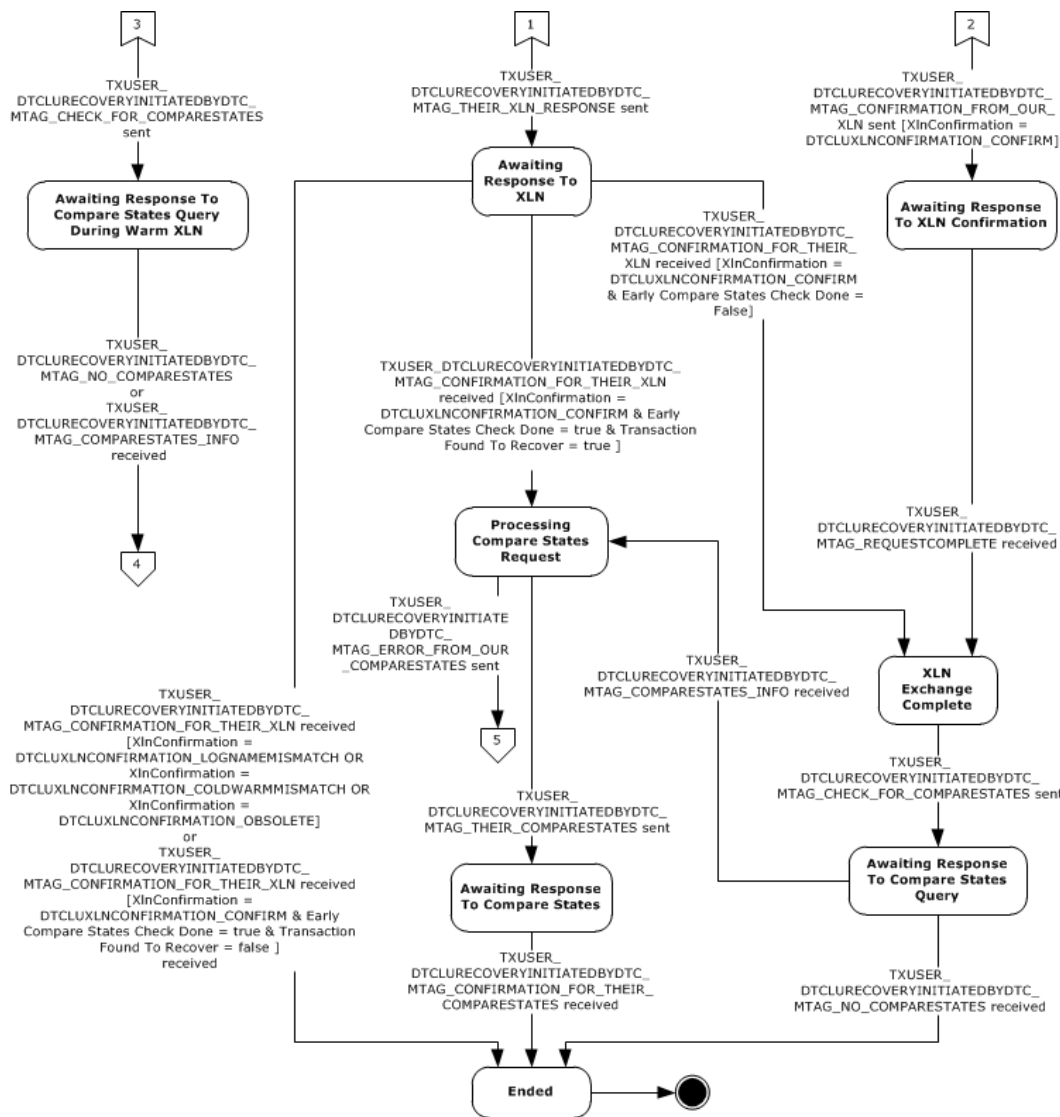 3
TXUSER_
DTCLURECOVERYINITIATEDBYDTC_
MTAG_CHECK_FOR_COMPARESTATES
sent
Awaiting Response To
Compare States Query
During Warm XLN
TXUSER_
DTCLURECOVERYINITIATEDBYDTC_
MTAG_NO_COMPARESTATES
or
TXUSER_
DTCLURECOVERYINITIATEDBYDTC_
MTAG_COMPARESTATES_INFO
received
4
1
TXUSER_
DTCLURECOVERYINITIATEDBYDTC_
MTAG_THEIR_XLN_RESPONSE sent
Awaiting
Response To
XLN
2
TXUSER_
DTCLURECOVERYINITIATEDBYDTC_
MTAG_CONFIRMATION_FROM_OUR_
XLN sent [XlnConfirmation =
DTCLUXLNCONFIRMATION_CONFIRM]
Awaiting Response
To XLN Confirmation
TXUSER_
DTCLURECOVERYINITIATEDBYDTC_
MTAG_CONFIRMATION_FOR_THEIR_
XLN received [XlnConfirmation =
DTCLUXLNCONFIRMATION_CONFIRM
& Early Compare States Check Done =
False]
TXUSER_DTCLURECOVERYINITIATEDBYDTC_
MTAG_CONFIRMATION_FOR_THEIR_XLN
received [XlnConfirmation =
DTCLUXLNCONFIRMATION_CONFIRM & Early
Compare States Check Done = true & Transaction
Found To Recover = true ]
Processing
Compare States
Request
TXUSER_
DTCLURECOVERYINITIATEDBYDTC_
MTAG_REQUESTCOMPLETE received
TXUSER_
DTCLURECOVERYINITIATE
DBYDTC_
MTAG_ERROR_FROM_OUR
_COMPARESTATES sent
5
TXUSER_
DTCLURECOVERYINITIATEDBYDTC_
MTAG_COMPARESTATES_INFO received
XLN
Exchange
Complete
TXUSER_
DTCLURECOVERYINITIATEDBYDTC_
MTAG_CONFIRMATION_FOR_THEIR_XLN received
[XlnConfirmation =
DTCLUXLNCONFIRMATION_LOGNAMEMISMATCH OR
XlnConfirmation =
DTCLUXLNCONFIRMATION_COLDWARMMISMATCH OR
XlnConfirmation =
DTCLUXLNCONFIRMATION_OBSOLETE]
or
TXUSER_
DTCLURECOVERYINITIATEDBYDTC_
MTAG_CONFIRMATION_FOR_THEIR_XLN received
[XlnConfirmation =
DTCLUXLNCONFIRMATION_CONFIRM & Early
Compare States Check Done = true & Transaction
Found To Recover = false ]
received
TXUSER_
DTCLURECOVERYINITIATEDBYDTC_
MTAG_THEIR_COMPARESTATES sent
TXUSER_
DTCLURECOVERYINITIATEDBYDTC_
MTAG_CHECK_FOR_COMPARESTATES sent
Awaiting Response
To Compare States
Awaiting Response
To Compare States
Query
TXUSER_
DTCLURECOVERYINITIATEDBYDTC_
MTAG_CONFIRMATION_FOR_THEIR_
COMPARESTATES received
TXUSER_
DTCLURECOVERYINITIATEDBYDTC_
MTAG_NO_COMPARESTATES received
Ended